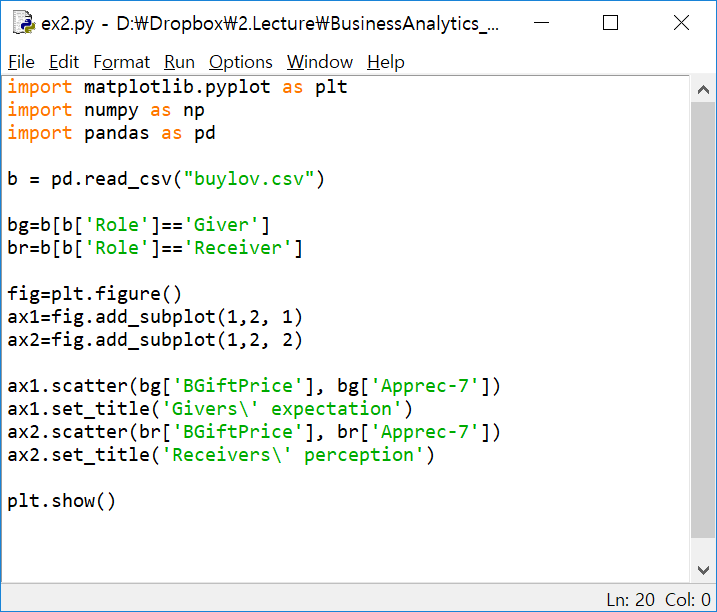 ex2.py - D:₩Dropbox₩2.Lecture₩BusinessAnalytics_...
File Edit Format Run Options Window Help
import matplotlib.pyplot as plt
import numpy as np
import pandas as pd
b = pd.read_csv("buylov.csv")
bg=b[b['Role']=='Giver']
br=b[b['Role']=='Receiver']
fig=plt.figure()
ax1=fig.add_subplot(1,2, 1)
ax2=fig.add_subplot(1,2, 2)
ax1.scatter(bg['BGiftPrice'], bg['Apprec-7'])
ax1.set_title('Givers\' expectation')
ax2.scatter(br['BGiftPrice'], br['Apprec-7'])
ax2.set_title('Receivers\' perception')
plt.show()
Ln: 20 Col: 0